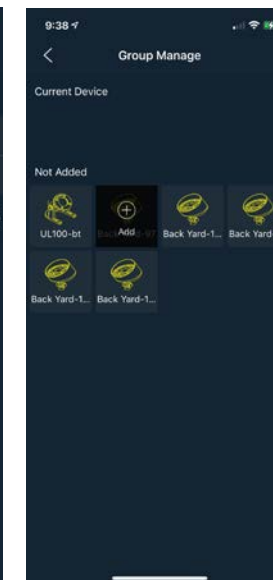 9:38
Group Manage
Current Device
Not Added
UL100-bt
Add
Back Yard-1...
Back Yard
Back Yard-1...
Back Yard-1...